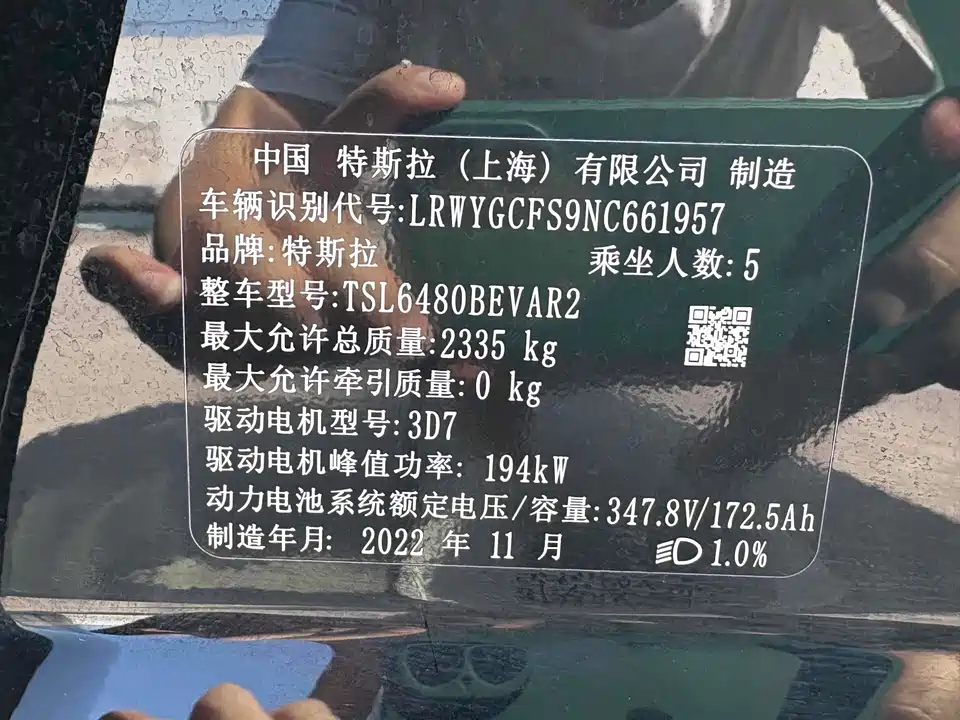 中国 特斯拉 (上海) 有限公司 制造
车辆识别代号:LRWYGCFS9NC661957
品牌:特斯拉 乘坐人数:5
整车型号:TSL6480BEVAR2
最大允许总质量:2335 kg
最大允许牵引质量:0 kg
驱动电机型号:3D7
驱动电机峰值功率: 194kW
动力电池系统额定电压/容量:347.8V/172.5Ah
制造年月: 2022 年 11 月 1.0%